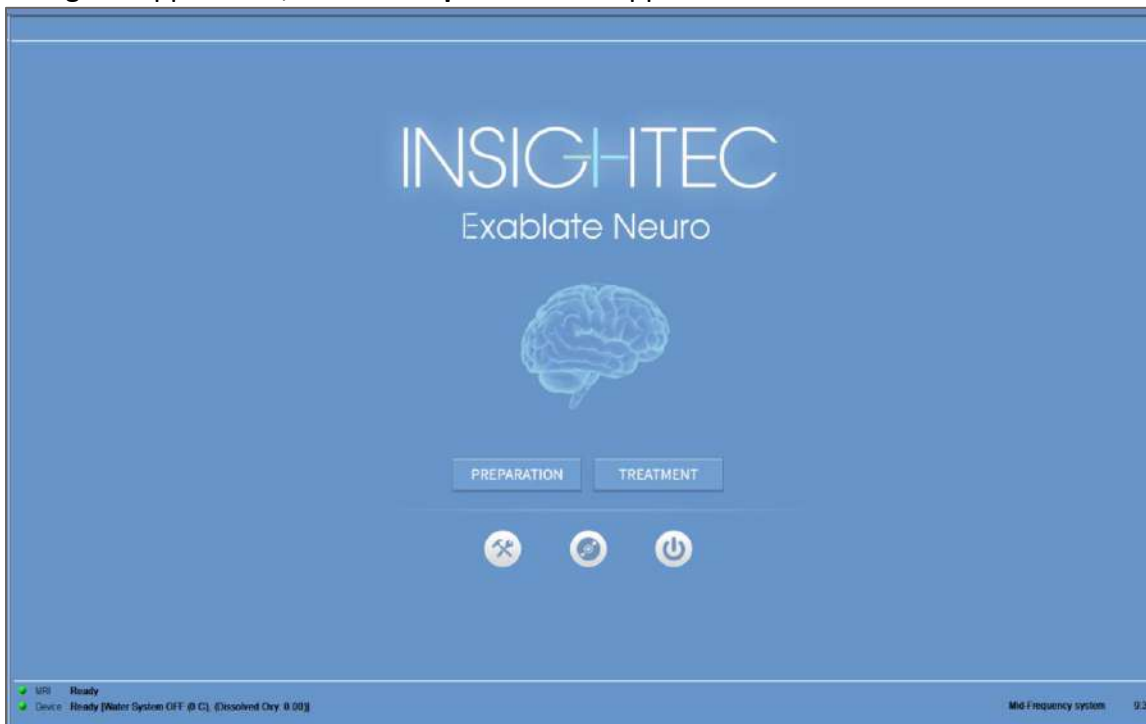 INSIGHTEC
Exablate Neuro
PREPARATION TREATMENT
MRI Ready
Device Ready [Water System OFF (0 C), (Dissolved Oxy: 0.00)]
Mid-Frequency system